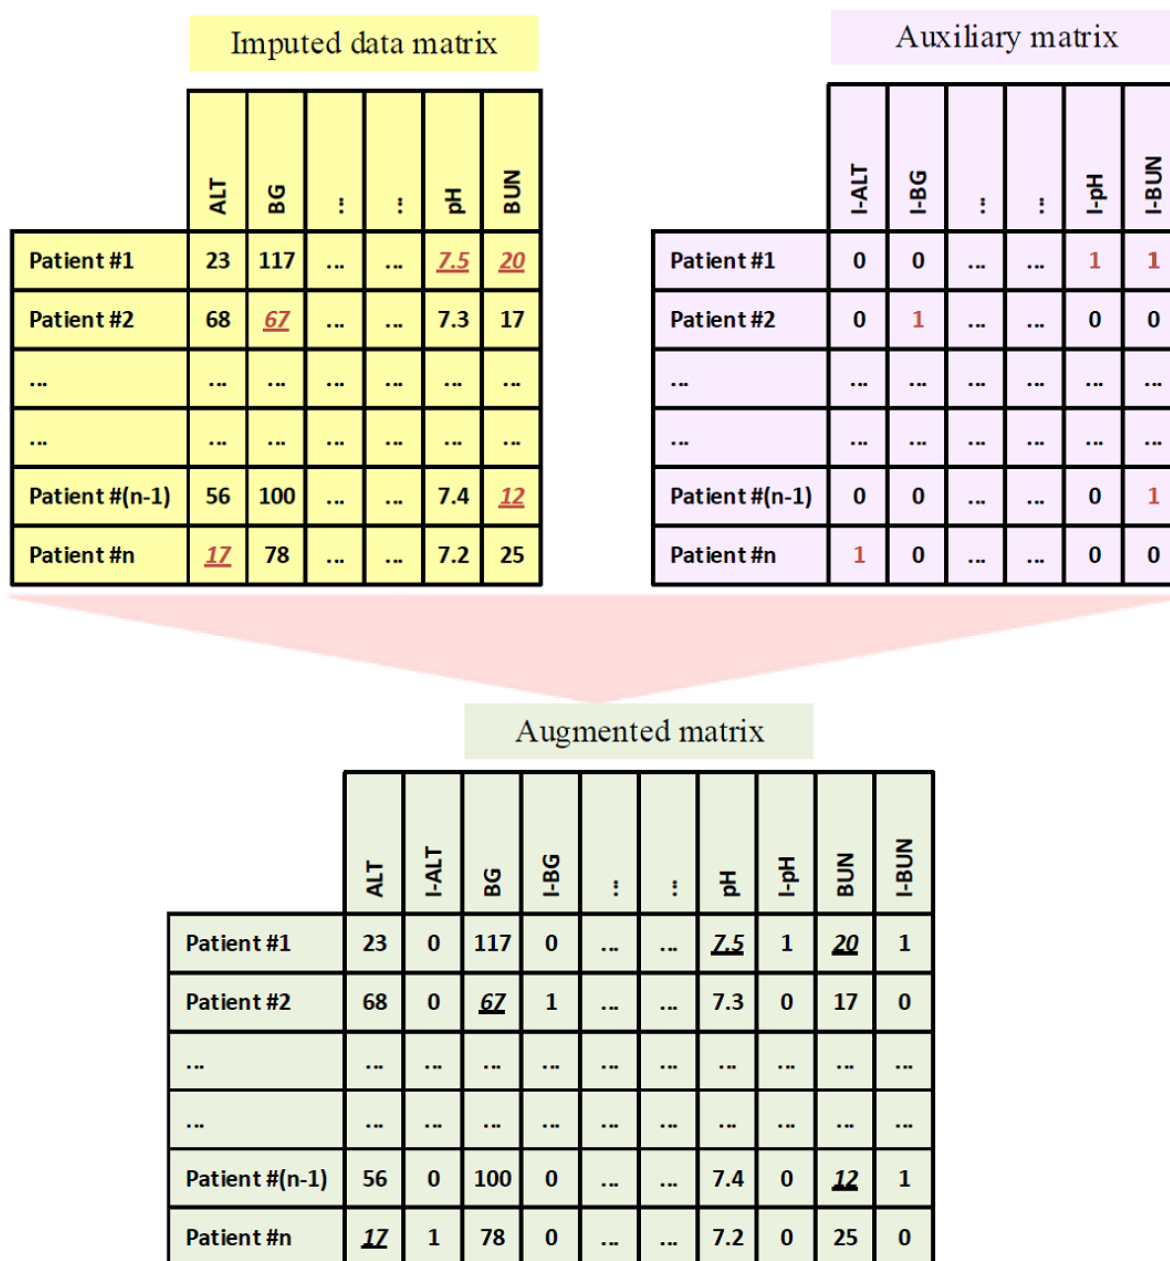 Imputed data matrix
ALT BG ... ... pH BUN
Patient #1 23 117 ... ... 7.5 20
Patient #2 68 67 ... ... 7.3 17
... ... ... ... ... ... ...
... ... ... ... ... ... ...
Patient #(n-1) 56 100 ... ... 7.4 12
Patient #n 17 78 ... ... 7.2 25
Auxiliary matrix
I-ALT I-BG ... ... I-pH I-BUN
Patient #1 0 0 ... ... 1 1
Patient #2 0 1 ... ... 0 0
... ... ... ... ... ... ...
... ... ... ... ... ... ...
Patient #(n-1) 0 0 ... ... 0 1
Patient #n 1 0 ... ... 0 0
Augmented matrix
ALT I-ALT BG I-BG ... ... pH I-pH BUN I-BUN
Patient #1 23 0 117 0 ... ... 7.5 1 20 1
Patient #2 68 0 67 1 ... ... 7.3 0 17 0
... ... ... ... ... ... ... ... ... ... ...
... ... ... ... ... ... ... ... ... ... ...
Patient #(n-1) 56 0 100 0 ... ... 7.4 0 12 1
Patient #n 17 1 78 0 ... ... 7.2 0 25 0